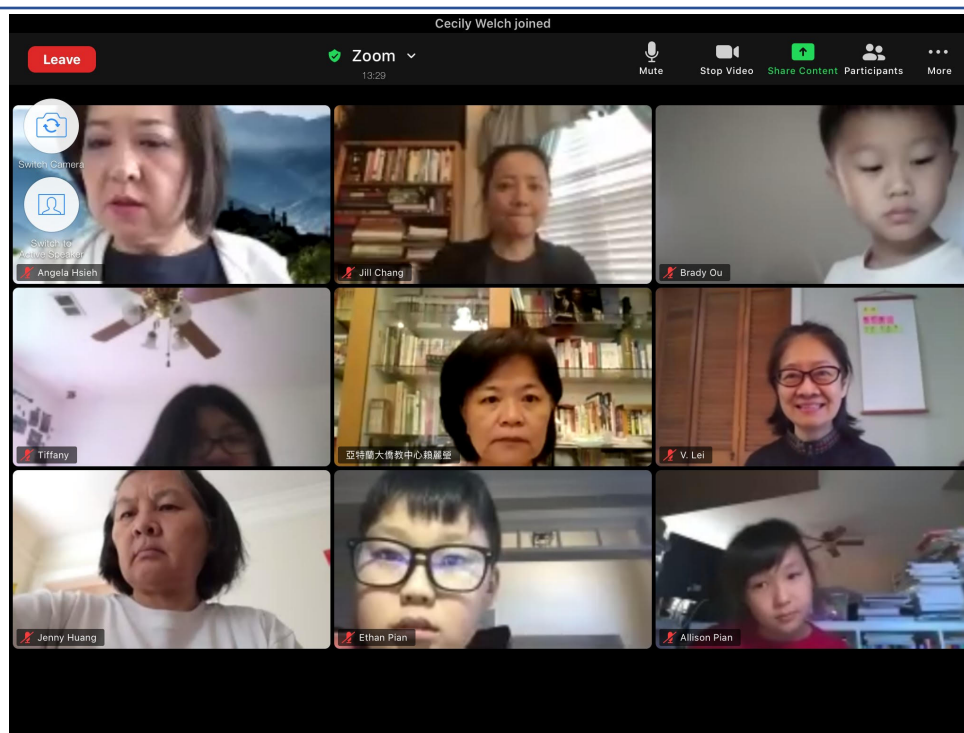 Cecily Welch joined
Leave
Zoom
13:29
Mute
Stop Video
Share Content
Participants
More
Switch Camera
Switch to
Active Speaker
Angela Hsieh
Jill Chang
Brady Ou
Tiffany
亞特蘭大僑教中心賴麗瑩
V. Lei
Jenny Huang
Ethan Pian
Allison Pian